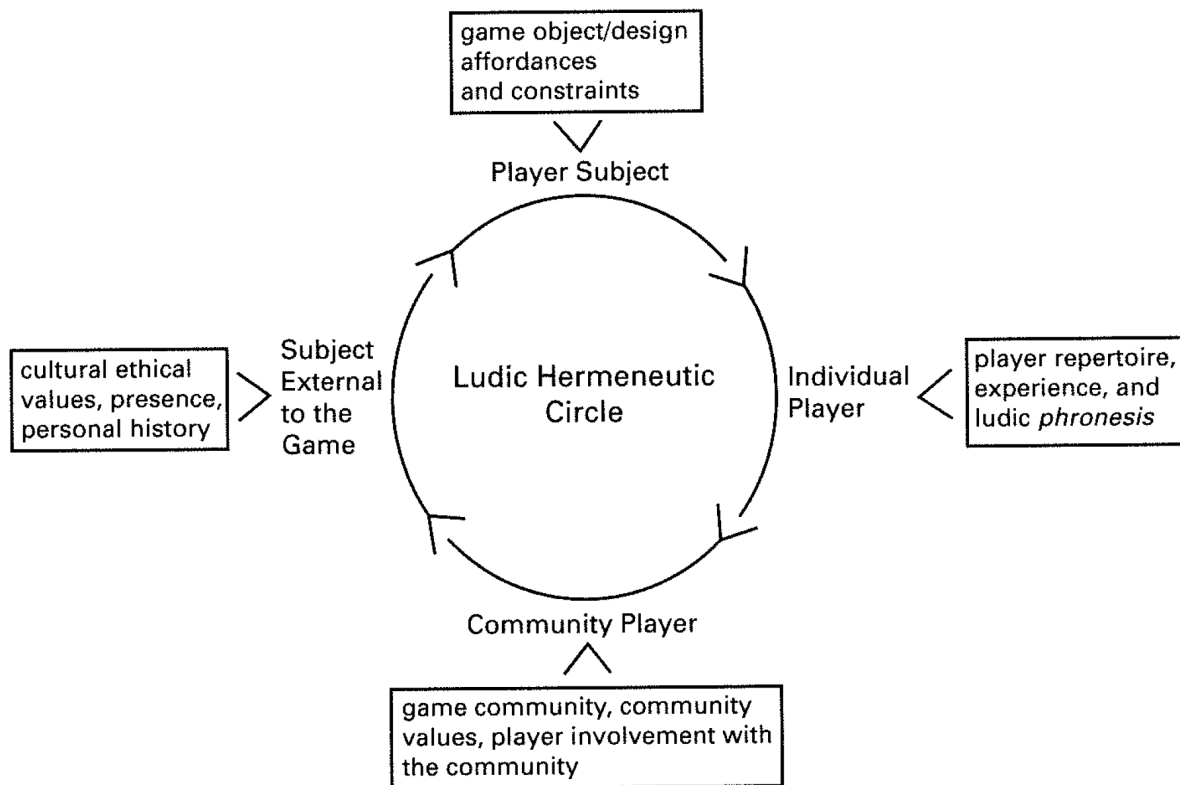 game object/design
affordances
and constraints
Player Subject
Subject
External
to the
Game
cultural ethical
values, presence,
personal history
Ludic Hermeneutic
Circle
Individual
Player
player repertoire,
experience, and
ludic phronesis
Community Player
game community, community
values, player involvement with
the community